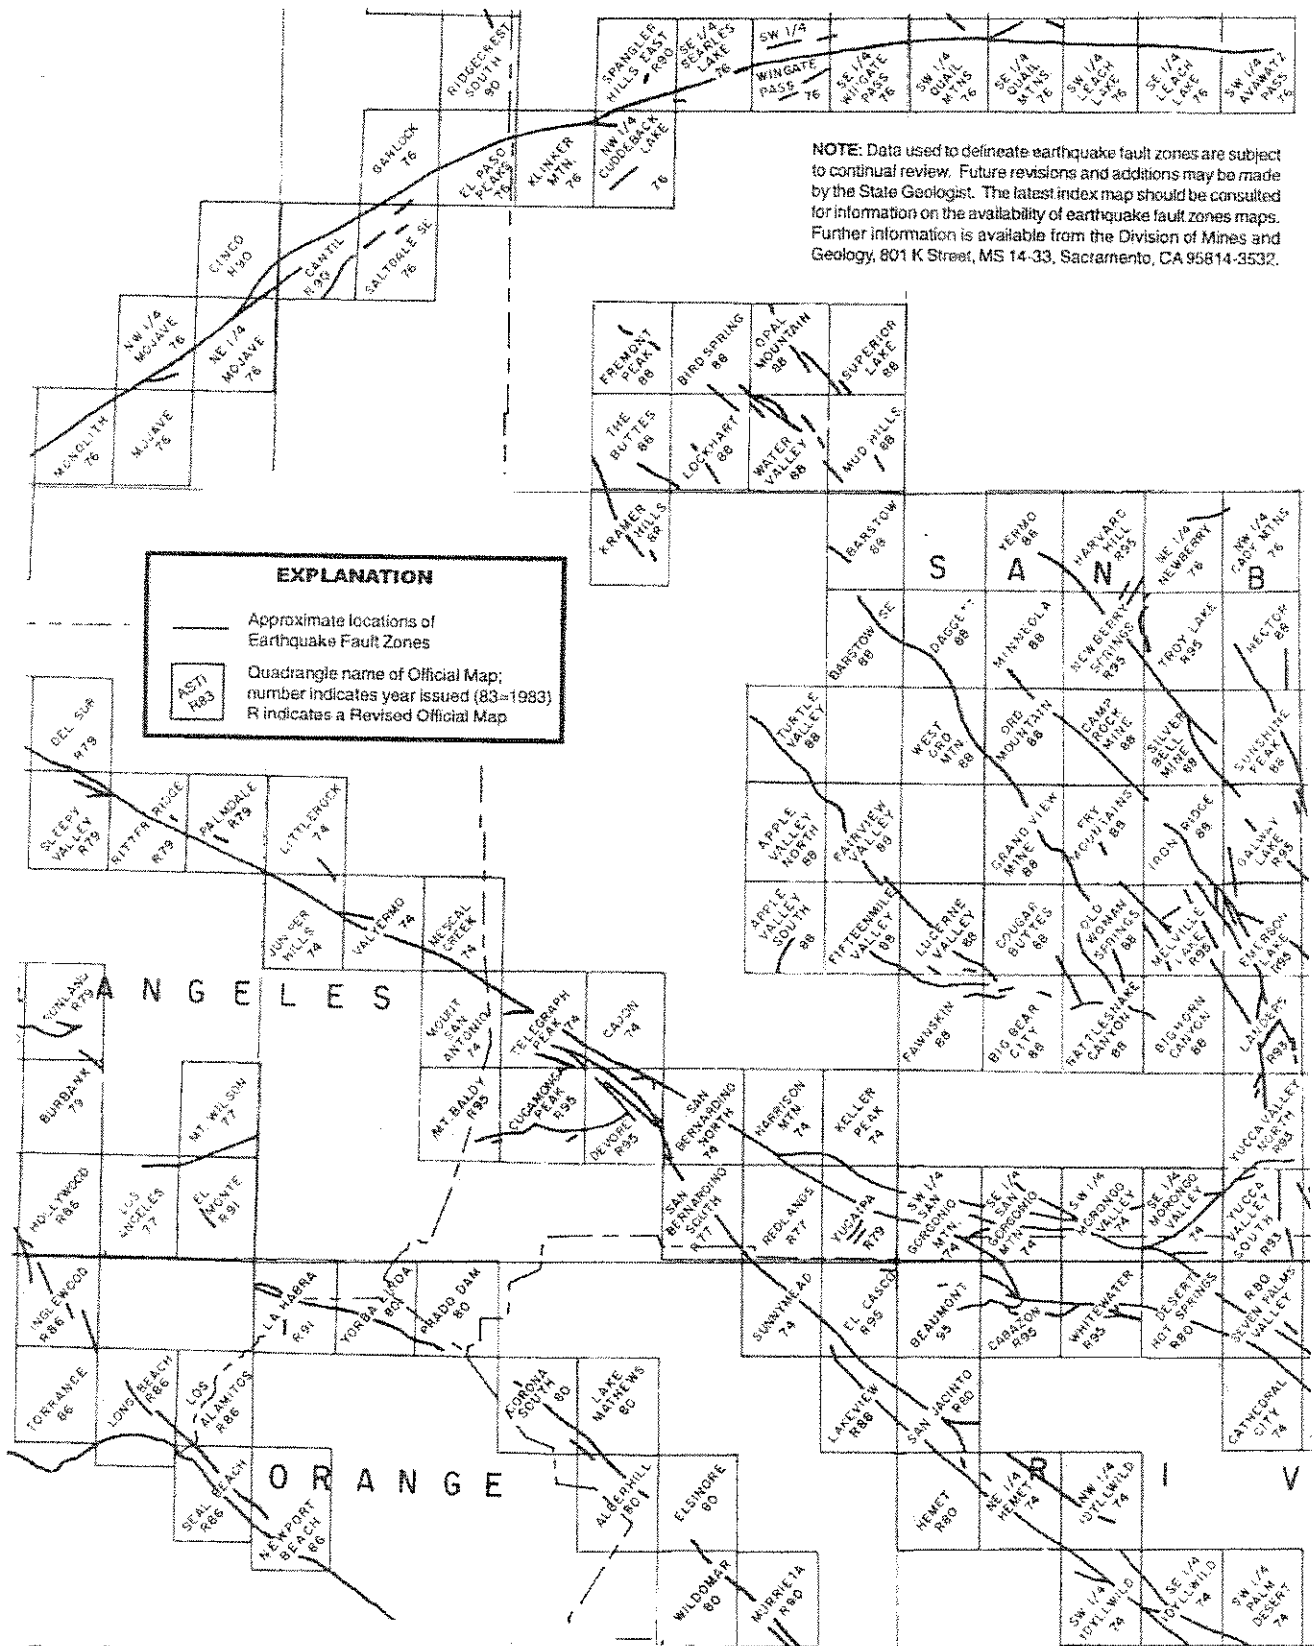 RIDGECREST
SOUTH
90
SPANGLER
HILLS EAST
R90
SE 1/4
SEARLES
LAKE
76
SW 1/4
WINGATE
PASS
76
SE 1/4
WINGATE
PASS
76
SW 1/4
QUAIL
MTNS
76
SE 1/4
QUAIL
MTNS.
76
SW 1/4
LEACH
LAKE
76
SE 1/4
LEACH
LAKE
76
SW 1/4
AVAWATZ
PASS
76
GARLOCK
76
EL PASO
PEAKS
76
KLINKER
MTN.
76
NW 1/4
CUDDEBACK
LAKE
76
NOTE: Data used to delineate earthquake fault zones are subject
to continual review. Future revisions and additions may be made
by the State Geologist. The latest index map should be consulted
for information on the availability of earthquake fault zones maps.
Further information is available from the Division of Mines and
Geology, 801 K Street, MS 14-33, Sacramento, CA 95814-3532.
CINCO
R90
CANTIL
R90
SALTDALE SE
76
NW 1/4
MOJAVE
76
NE 1/4
MOJAVE
76
MONOLITH
76
MOJAVE
76
FREMONT
PEAK
88
BIRD SPRING
88
OPAL
MOUNTAIN
88
SUPERIOR
LAKE
88
THE
BUTTES
88
LOCKHART
88
WATER
VALLEY
88
MUD HILLS
88
KRAMER
HILLS
88
BARSTOW
88
YERMO
88
HARVARD
HILL
R95
NE 1/4
NEWBERRY
76
NW 1/4
CADY MTNS
76
S A N B
EXPLANATION
Approximate locations of
Earthquake Fault Zones
ASTI
R83
Quadrangle name of Official Map;
number indicates year issued (83=1983)
R indicates a Revised Official Map
BARSTOW SE
88
DAGGETT
88
MINNEOLA
88
NEWBERRY
SPRINGS
R95
TROY LAKE
R95
HECTOR
88
DEL SUR
R79
TURTLE
VALLEY
88
WEST
ORD
MTN
88
ORD
MOUNTAIN
88
CAMP
ROCK
MINE
88
SILVER
BELL
MINE
88
SUNSHINE
PEAK
88
SLEEPY
VALLEY
R79
RITTER RIDGE
R79
PALMDALE
R79
LITTLEROCK
74
APPLE
VALLEY
NORTH
88
FAIRVIEW
VALLEY
88
GRAND VIEW
MINE
88
FRY
MOUNTAINS
88
IRON RIDGE
88
GALWAY
LAKE
R95
JUNIPER
HILLS
74
VALYERMO
74
MESCAL
CREEK
74
APPLE
VALLEY
SOUTH
88
FIFTEENMILE
VALLEY
88
LUCERNE
VALLEY
88
COUGAR
BUTTES
88
OLD
WOMAN
SPRINGS
88
MELVILLE
LAKE
R95
EMERSON
LAKE
R95
A N G E L E S
SUNLAND
R79
MOUNT
SAN
ANTONIO
74
TELEGRAPH
PEAK
74
CAJON
74
FAWNSKIN
88
BIG BEAR
CITY
88
RATTLESNAKE
CANYON
88
BIGHORN
CANYON
88
LANDERS
R93
BURBANK
79
MT. WILSON
77
MT. BALDY
R95
CUCAMONGA
PEAK
R95
DEVORE
R95
SAN
BERNARDINO
NORTH
74
HARRISON
MTN
74
KELLER
PEAK
74
YUCCA VALLEY
NORTH
R93
HOLLYWOOD
R86
LOS
ANGELES
77
EL
MONTE
R91
SAN
BERNARDINO
SOUTH
R77
REDLANDS
R77
YUCAIPA
R79
SW 1/4
SAN
GORGONIO
MTN.
74
SE 1/4
SAN
GORGONIO
MTN.
74
SW 1/4
MORONGO
VALLEY
74
SE 1/4
MORONGO
VALLEY
74
YUCCA
VALLEY
SOUTH
R93
INGLEWOOD
R86
LA HABRA
R91
YORBA LINDA
80
PRADO DAM
80
SUNNYMEAD
74
EL CASCO
R95
BEAUMONT
95
CABAZON
R95
WHITEWATER
R95
DESERT
HOT SPRINGS
R80
R80
SEVEN PALMS
VALLEY
TORRANCE
86
LONG BEACH
R86
LOS
ALAMITOS
R86
CORONA
SOUTH
80
LAKE
MATHEWS
80
LAKEVIEW
R88
SAN JACINTO
R80
CATHEDRAL
CITY
74
O R A N G E
R I V
SEAL BEACH
R86
NEWPORT
BEACH
86
ALBERHILL
80
ELSINORE
80
HEMET
R80
NE 1/4
HEMET
74
NW 1/4
IDYLLWILD
74
WILDOMAR
80
MURRIETA
R90
SW 1/4
IDYLLWILD
74
SE 1/4
IDYLLWILD
74
SW 1/4
PALM
DESERT
74